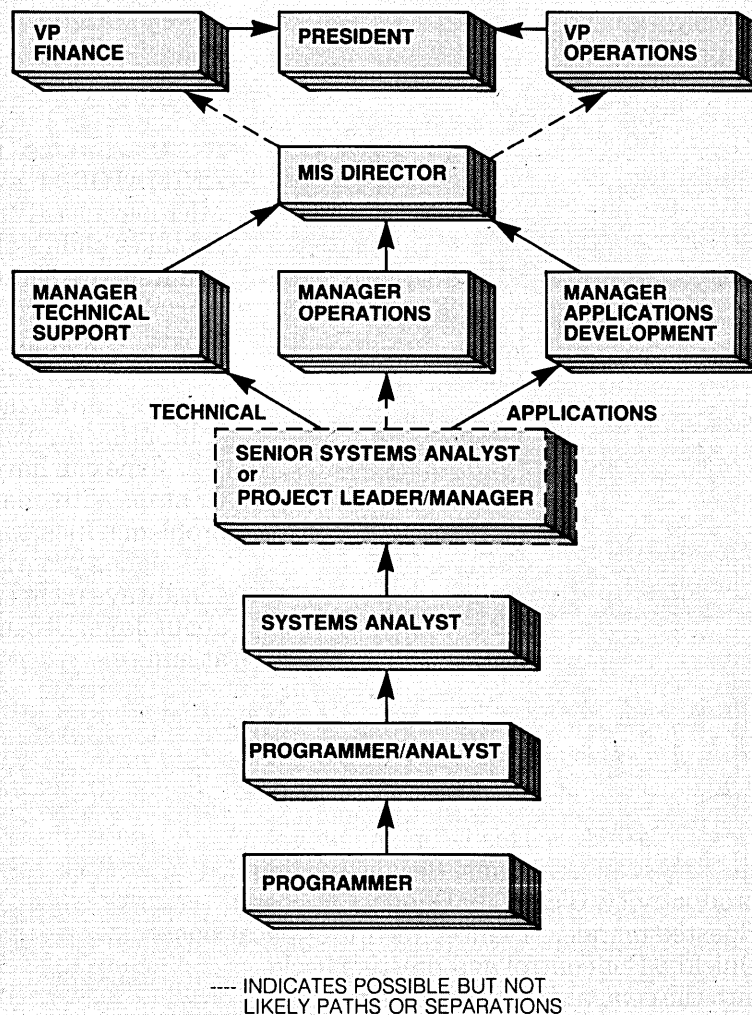 VP
FINANCE
PRESIDENT
VP
OPERATIONS
MIS DIRECTOR
MANAGER
TECHNICAL
SUPPORT
MANAGER
OPERATIONS
MANAGER
APPLICATIONS
DEVELOPMENT
TECHNICAL
APPLICATIONS
SENIOR SYSTEMS ANALYST
or
PROJECT LEADER/MANAGER
SYSTEMS ANALYST
PROGRAMMER/ANALYST
PROGRAMMER
---- INDICATES POSSIBLE BUT NOT
LIKELY PATHS OR SEPARATIONS